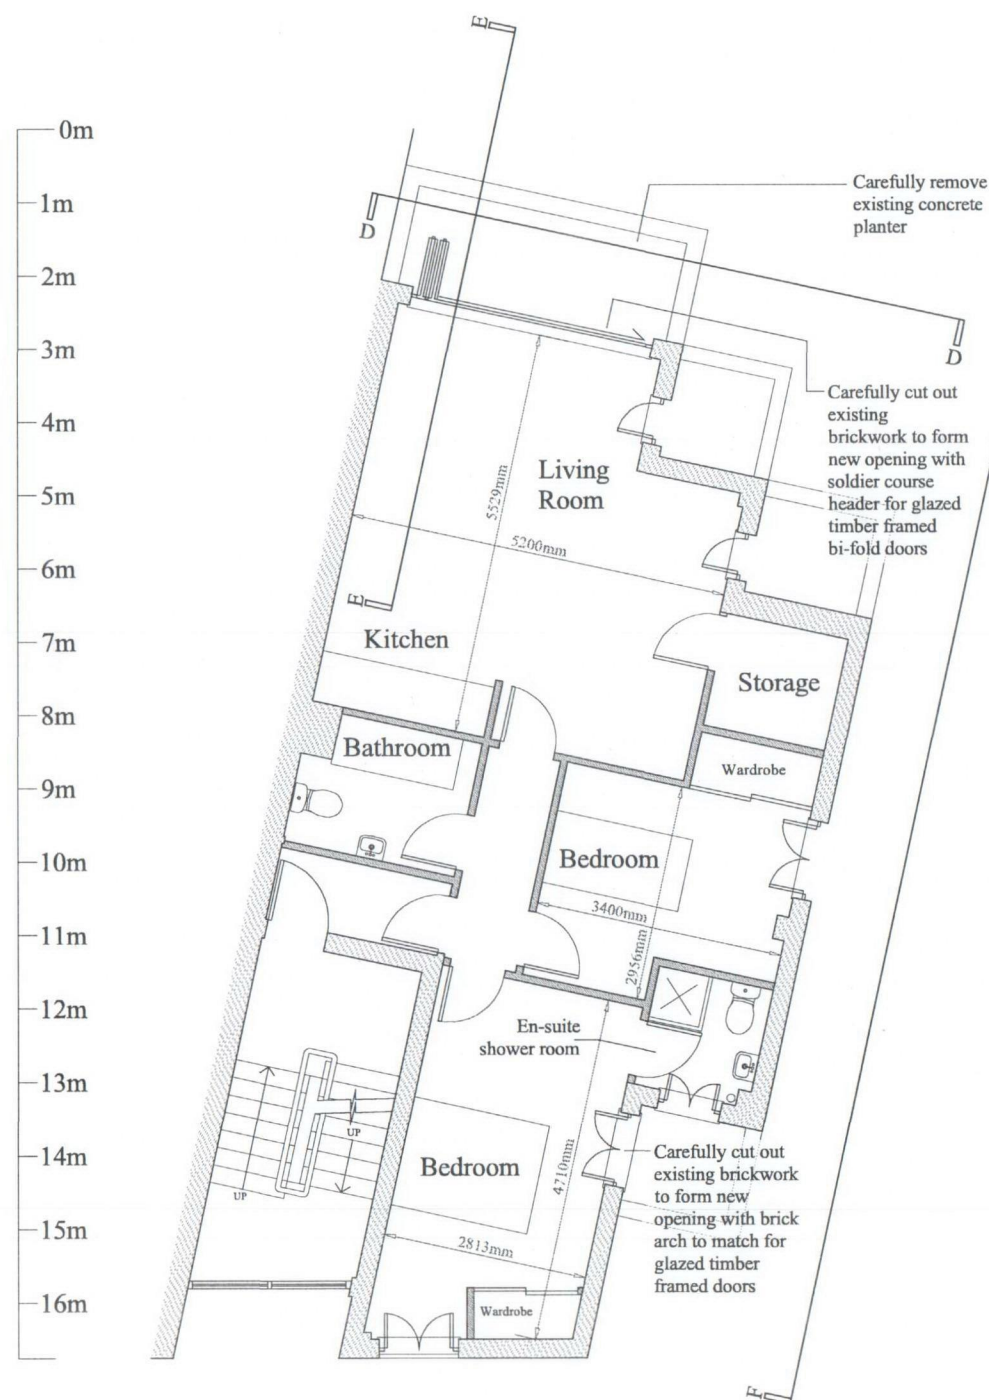 E
0m
1m
2m
3m
4m
5m
6m
7m
8m
9m
10m
11m
12m
13m
14m
15m
16m
D
D
Carefully remove
existing concrete
planter
Carefully cut out
existing
brickwork to form
new opening with
soldier course
header for glazed
timber framed
bi-fold doors
Living
Room
5529mm
5200mm
E
Kitchen
Storage
Bathroom
Wardrobe
Bedroom
3400mm
2956mm
En-suite
shower room
UP
UP
Bedroom
4710mm
2813mm
Wardrobe
Carefully cut out
existing brickwork
to form new
opening with brick
arch to match for
glazed timber
framed doors
E